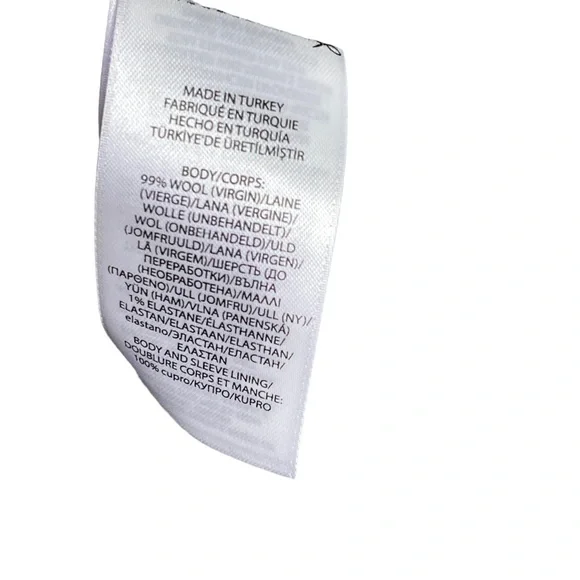 MADE IN TURKEY
FABRIQUÉ EN TURQUIE
HECHO EN TURQUÍA
TÜRKİYE'DE ÜRETİLMİŞTİR
BODY/CORPS:
99% WOOL (VIRGIN)/LAINE
(VIERGE)/LANA (VERGINE)/
WOLLE (UNBEHANDELT)/
WOL (ONBEHANDELD)/ULD
(JOMFRUULD)/LANA (VIRGEN)/
LÃ (VIRGEM)/ШЕРСТЬ (ДО
ПЕРЕРАБОТКИ)/ВЪЛНА
(НЕОБРАБОТЕНА)/ΜΑΛΛΙ
(ΠΑΡΘΕΝΟ)/ULL (JOMFRU)/ULL (NY)/
YÜN (HAM)/VLNA (PANENSKÁ)
1% ELASTANE/ÉLASTHANNE/
ELASTAN/ELASTAAN/ELASTHAN/
elastano/ЭЛАСТАН/ЕЛАСТАН/
ΕΛΑΣΤΑΝ
BODY AND SLEEVE LINING/
DOUBLURE CORPS ET MANCHE:
100% cupro/КУПРО/KUPRO